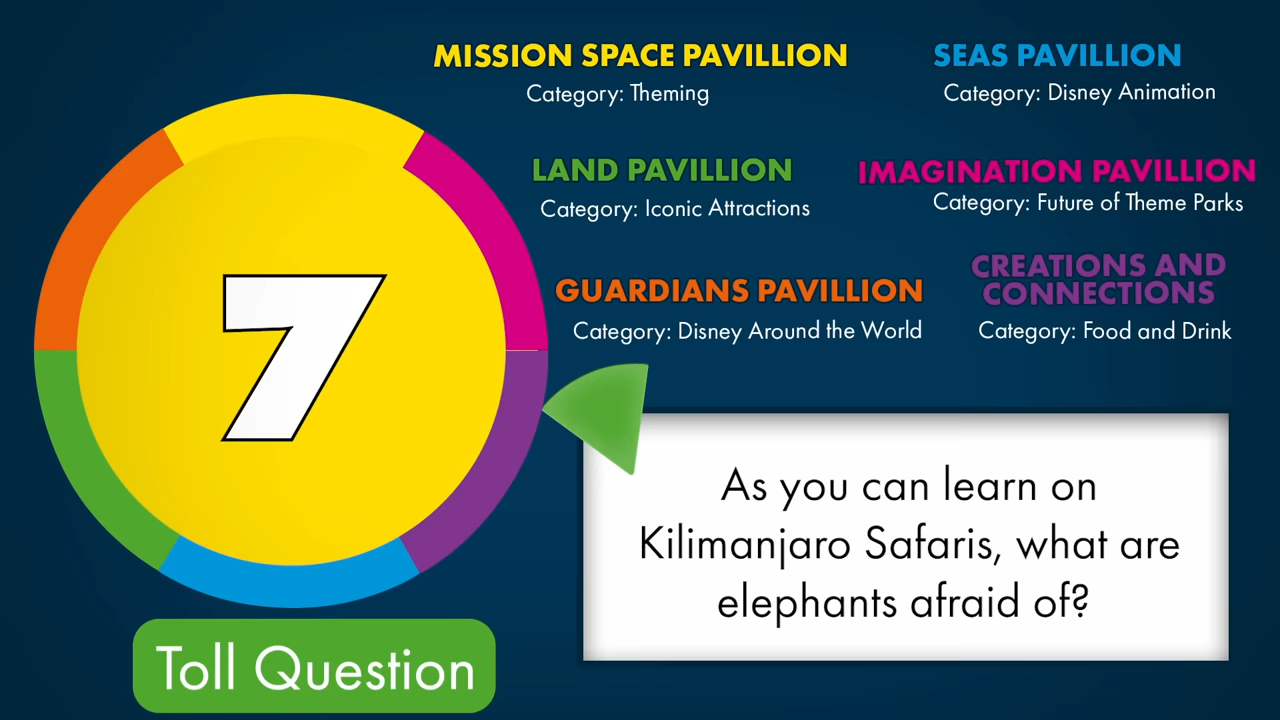 MISSION SPACE PAVILLION
Category: Theming
SEAS PAVILLION
Category: Disney Animation
LAND PAVILLION
Category: Iconic Attractions
IMAGINATION PAVILLION
Category: Future of Theme Parks
GUARDIANS PAVILLION
Category: Disney Around the World
CREATIONS AND
CONNECTIONS
Category: Food and Drink
7
As you can learn on
Kilimanjaro Safaris, what are
elephants afraid of?
Toll Question